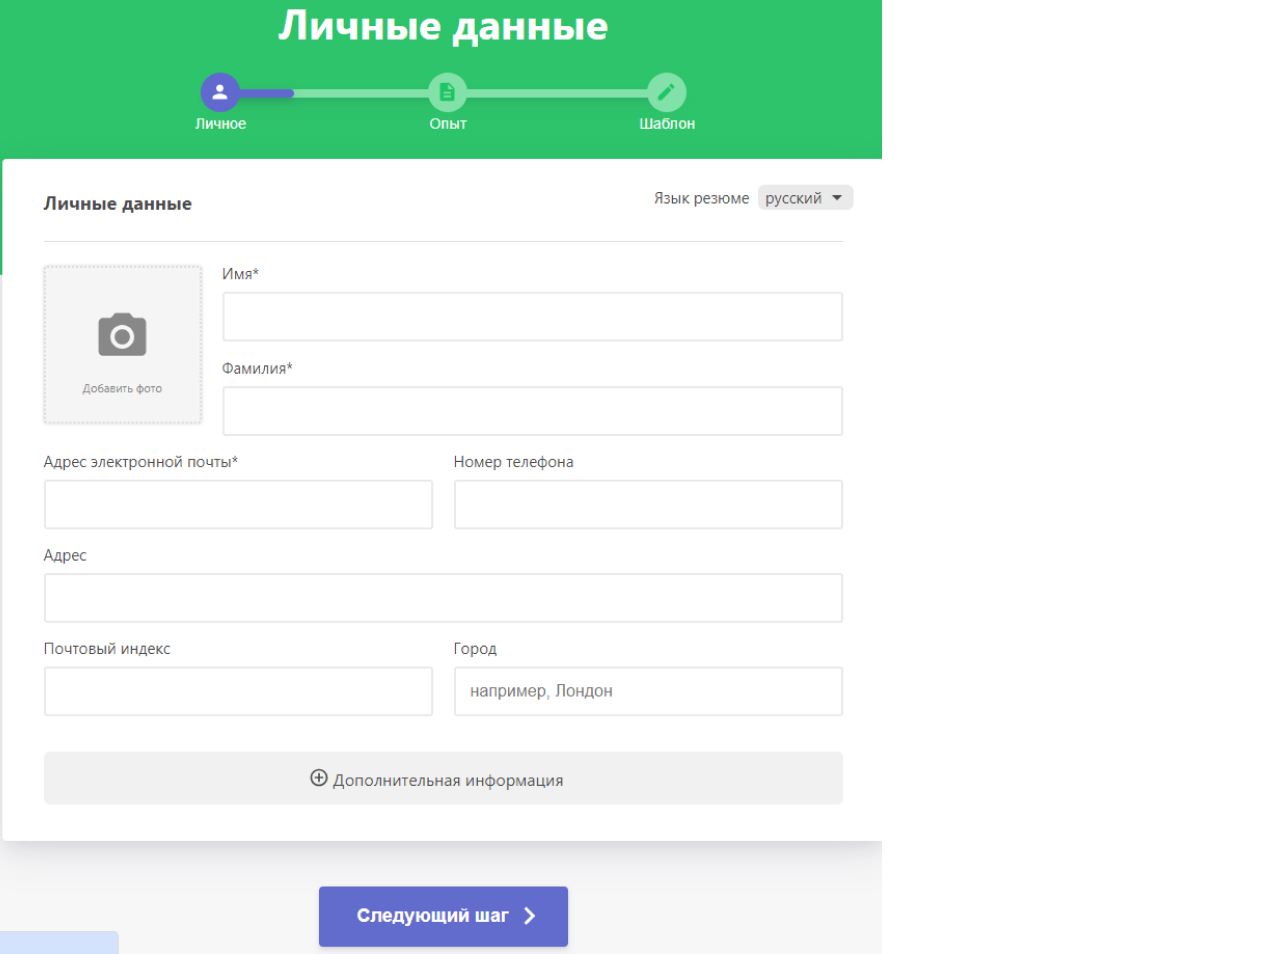 Личные данные
Личное
Опыт
Шаблон
Личные данные
Язык резюме русский
Имя*
Добавить фото
Фамилия*
Адрес электронной почты*
Номер телефона
Адрес
Почтовый индекс
Город
например, Лондон
Дополнительная информация
Следующий шаг